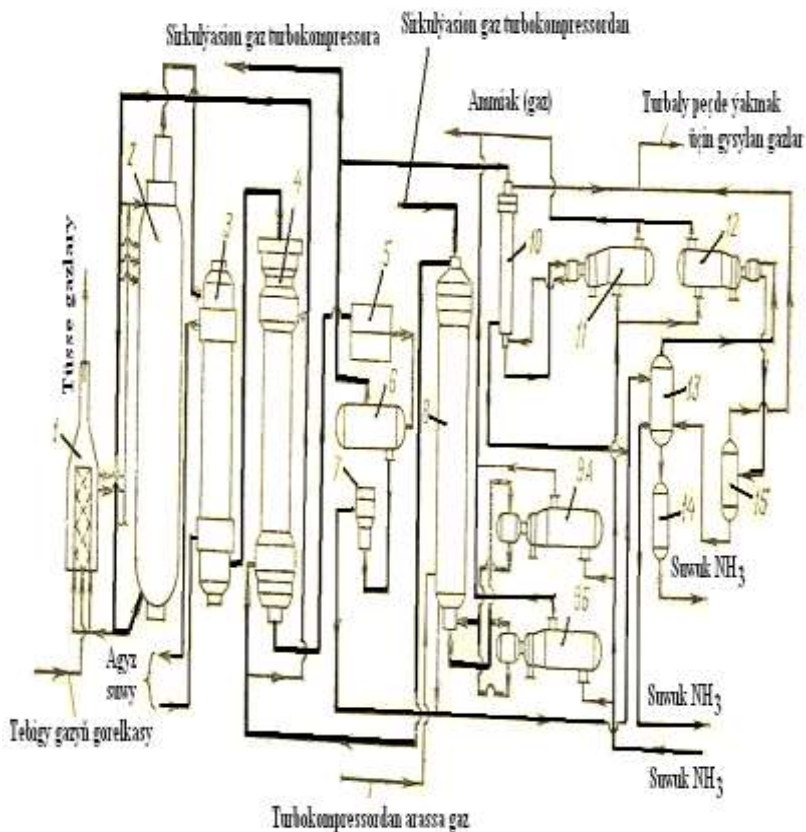 Sirkulýasion gaz turbokompressora
Sirkulýasion gaz turbokompressordan
Ammiak (gaz)
Turbaly peçde ýakmak
üçin gysylan gazlar
Tüsse gazlary
1
2
3
4
5
6
7
8
9A
9Б
10
11
12
13
14
15
Suwuk NH3
Agyz
suwy
Suwuk NH3
Tebigy gazyň gorelkasy
Suwuk NH3
Turbokompressordan arassa gaz